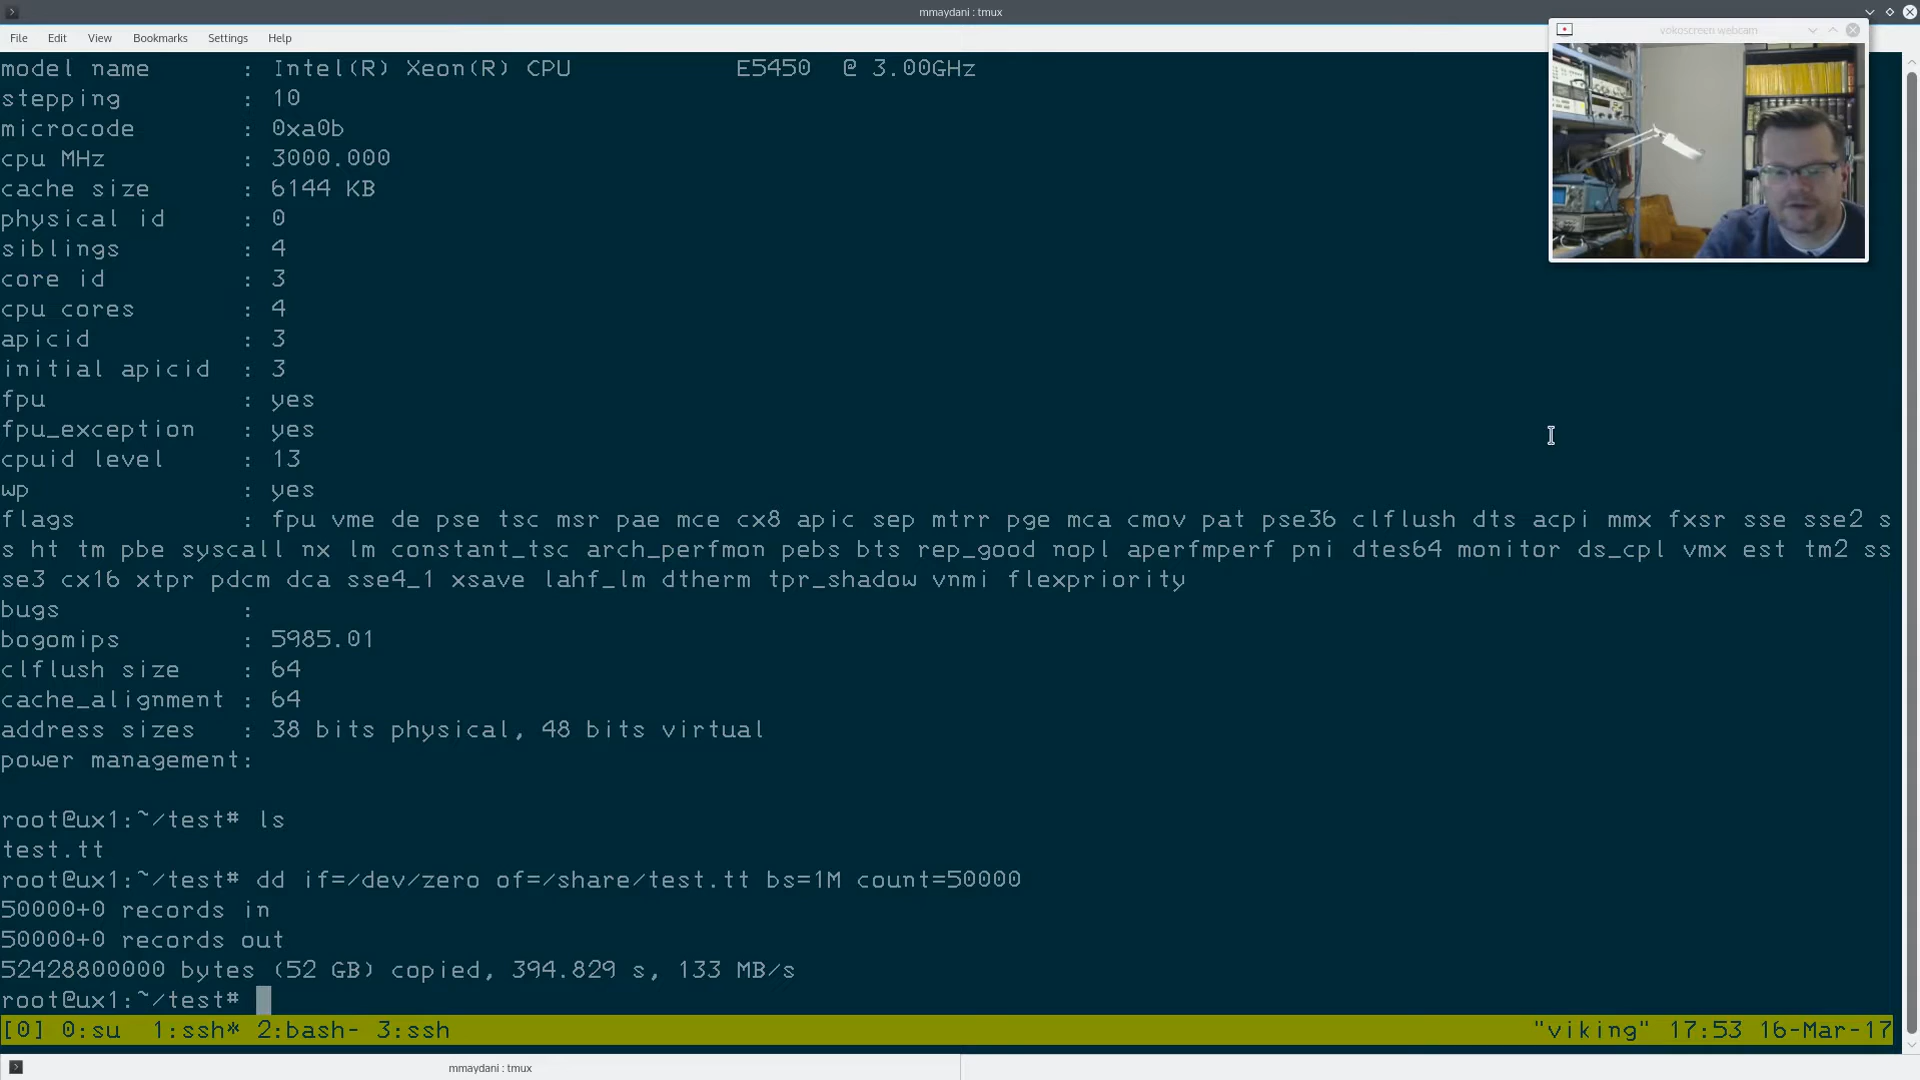 mmaydani : tmux
File Edit View Bookmarks Settings Help
vokoscreen webcam
model name : Intel(R) Xeon(R) CPU E5450 @ 3.00GHz
stepping : 10
microcode : 0xa0b
cpu MHz : 3000.000
cache size : 6144 KB
physical id : 0
siblings : 4
core id : 3
cpu cores : 4
apicid : 3
initial apicid : 3
fpu : yes
fpu_exception : yes
cpuid level : 13
wp : yes
flags : fpu vme de pse tsc msr pae mce cx8 apic sep mtrr pge mca cmov pat pse36 clflush dts acpi mmx fxsr sse sse2 s
s ht tm pbe syscall nx lm constant_tsc arch_perfmon pebs bts rep_good nopl aperfmperf pni dtes64 monitor ds_cpl vmx est tm2 ss
se3 cx16 xtpr pdcm dca sse4_1 xsave lahf_lm dtherm tpr_shadow vnmi flexpriority
bugs :
bogomips : 5985.01
clflush size : 64
cache_alignment : 64
address sizes : 38 bits physical, 48 bits virtual
power management:
root@ux1:~/test# ls
test.tt
root@ux1:~/test# dd if=/dev/zero of=/share/test.tt bs=1M count=50000
50000+0 records in
50000+0 records out
52428800000 bytes (52 GB) copied, 394.829 s, 133 MB/s
root@ux1:~/test#
[0] 0:su 1:ssh* 2:bash- 3:ssh "viking" 17:53 16-Mar-17
mmaydani : tmux